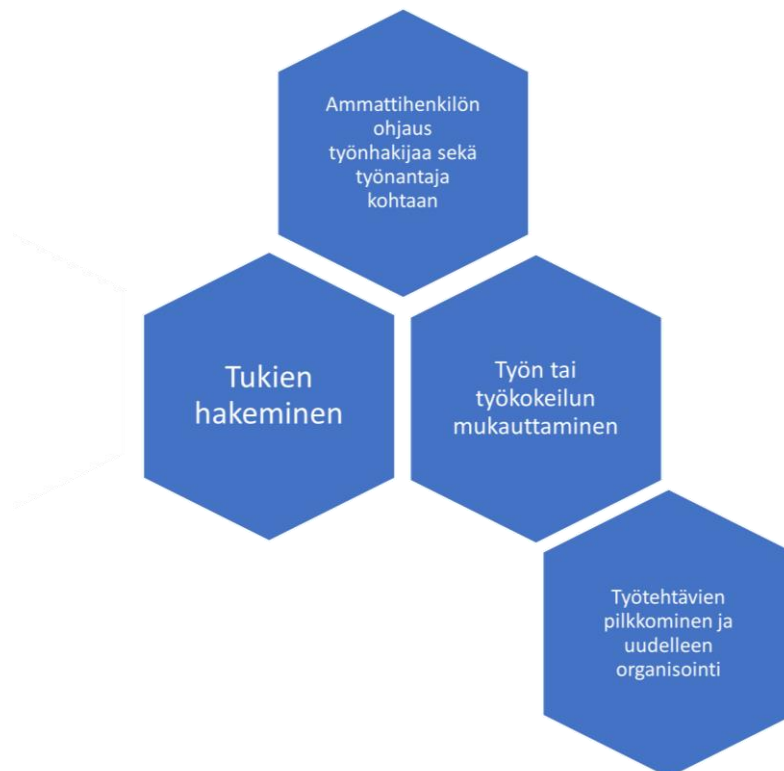 Ammattihenkilön
ohjaus
työnhakijaa sekä
työnantaja
kohtaan
Tukien
hakeminen
Työn tai
työkokeilun
mukauttaminen
Työtehtävien
pilkkominen ja
uudelleen
organisointi